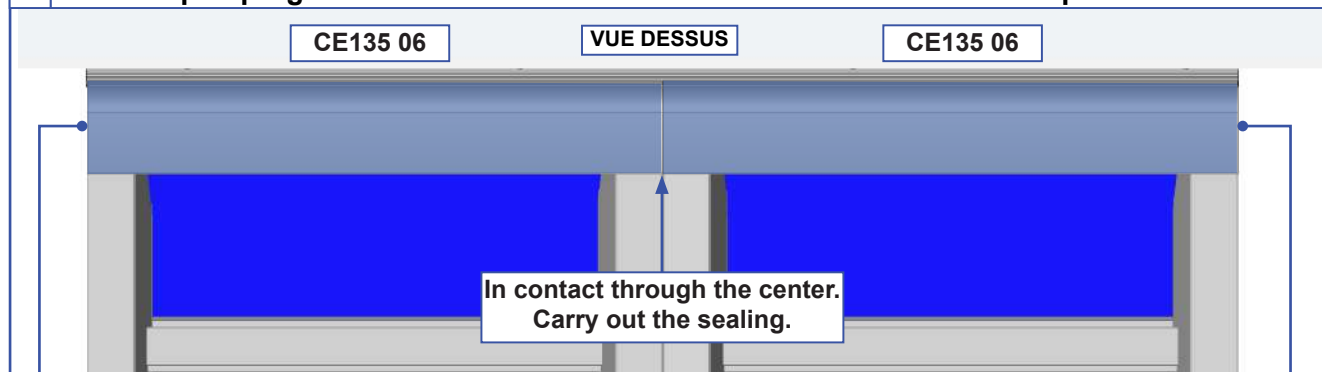 CE135 06
VUE DESSUS
CE135 06
In contact through the center.
Carry out the sealing.